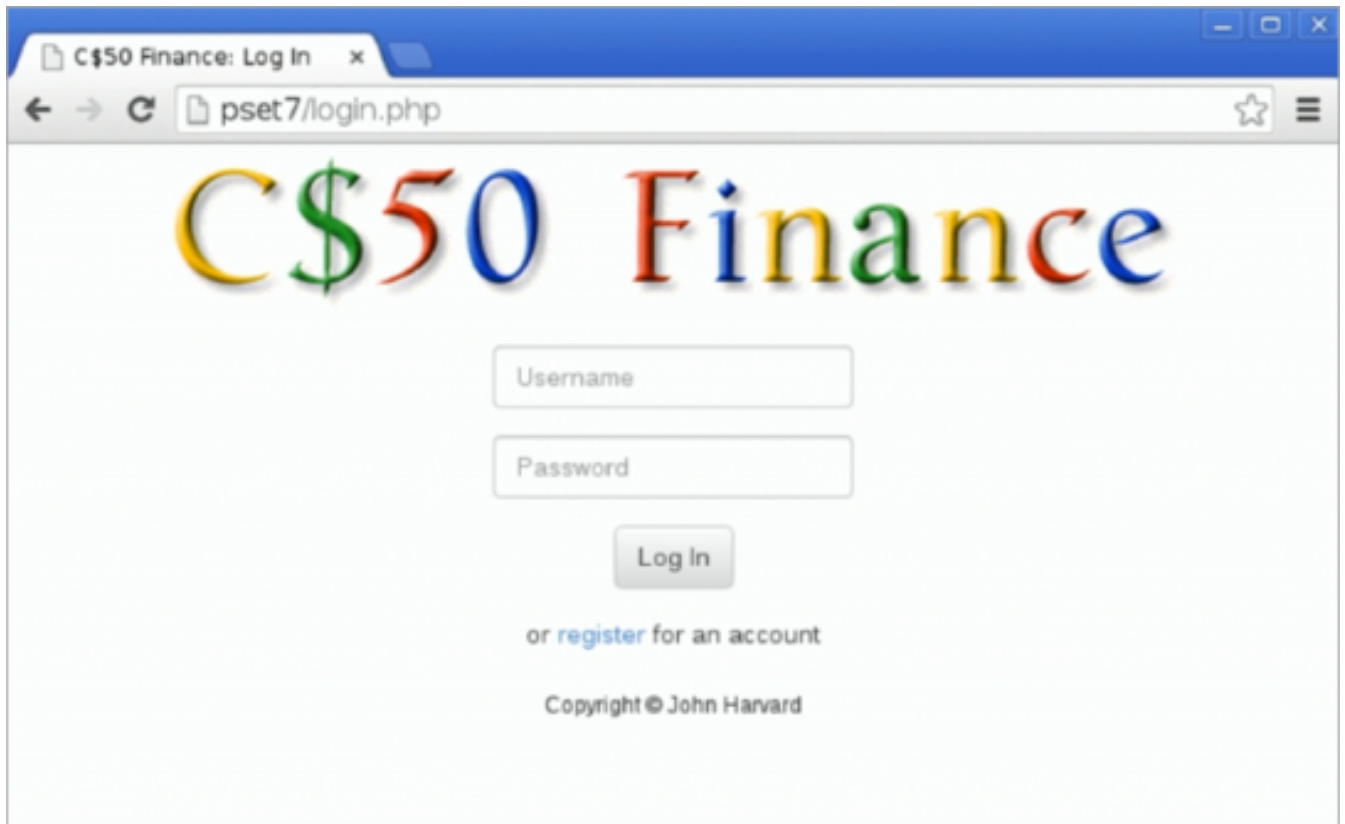 C$50 Finance: Log In
pset7/login.php
C$50 Finance
Username
Password
Log In
or register for an account
Copyright © John Harvard